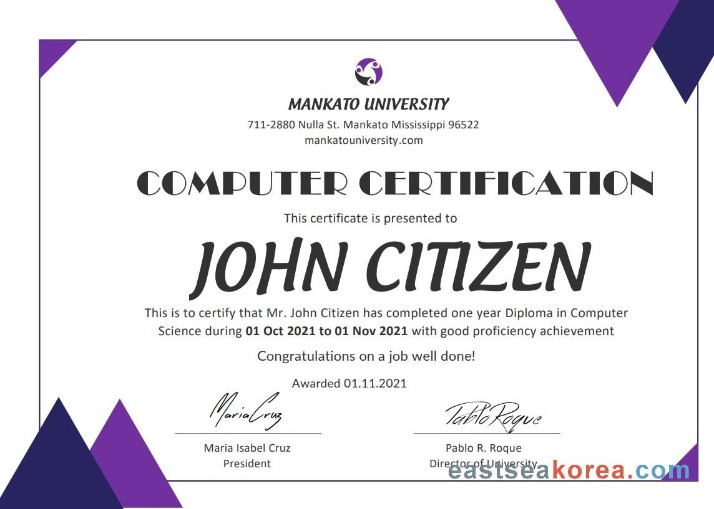 MANKATO UNIVERSITY
711-2880 Nulla St. Mankato Mississippi 96522
mankatouniversity.com
COMPUTER CERTIFICATION
This certificate is presented to
JOHN CITIZEN
This is to certify that Mr. John Citizen has completed one year Diploma in Computer
Science during 01 Oct 2021 to 01 Nov 2021 with good proficiency achievement
Congratulations on a job well done!
Awarded 01.11.2021
Maria Cruz
Pablo Roque
Maria Isabel Cruz
Pablo R. Roque
President
Director of University
eastseakorea.com